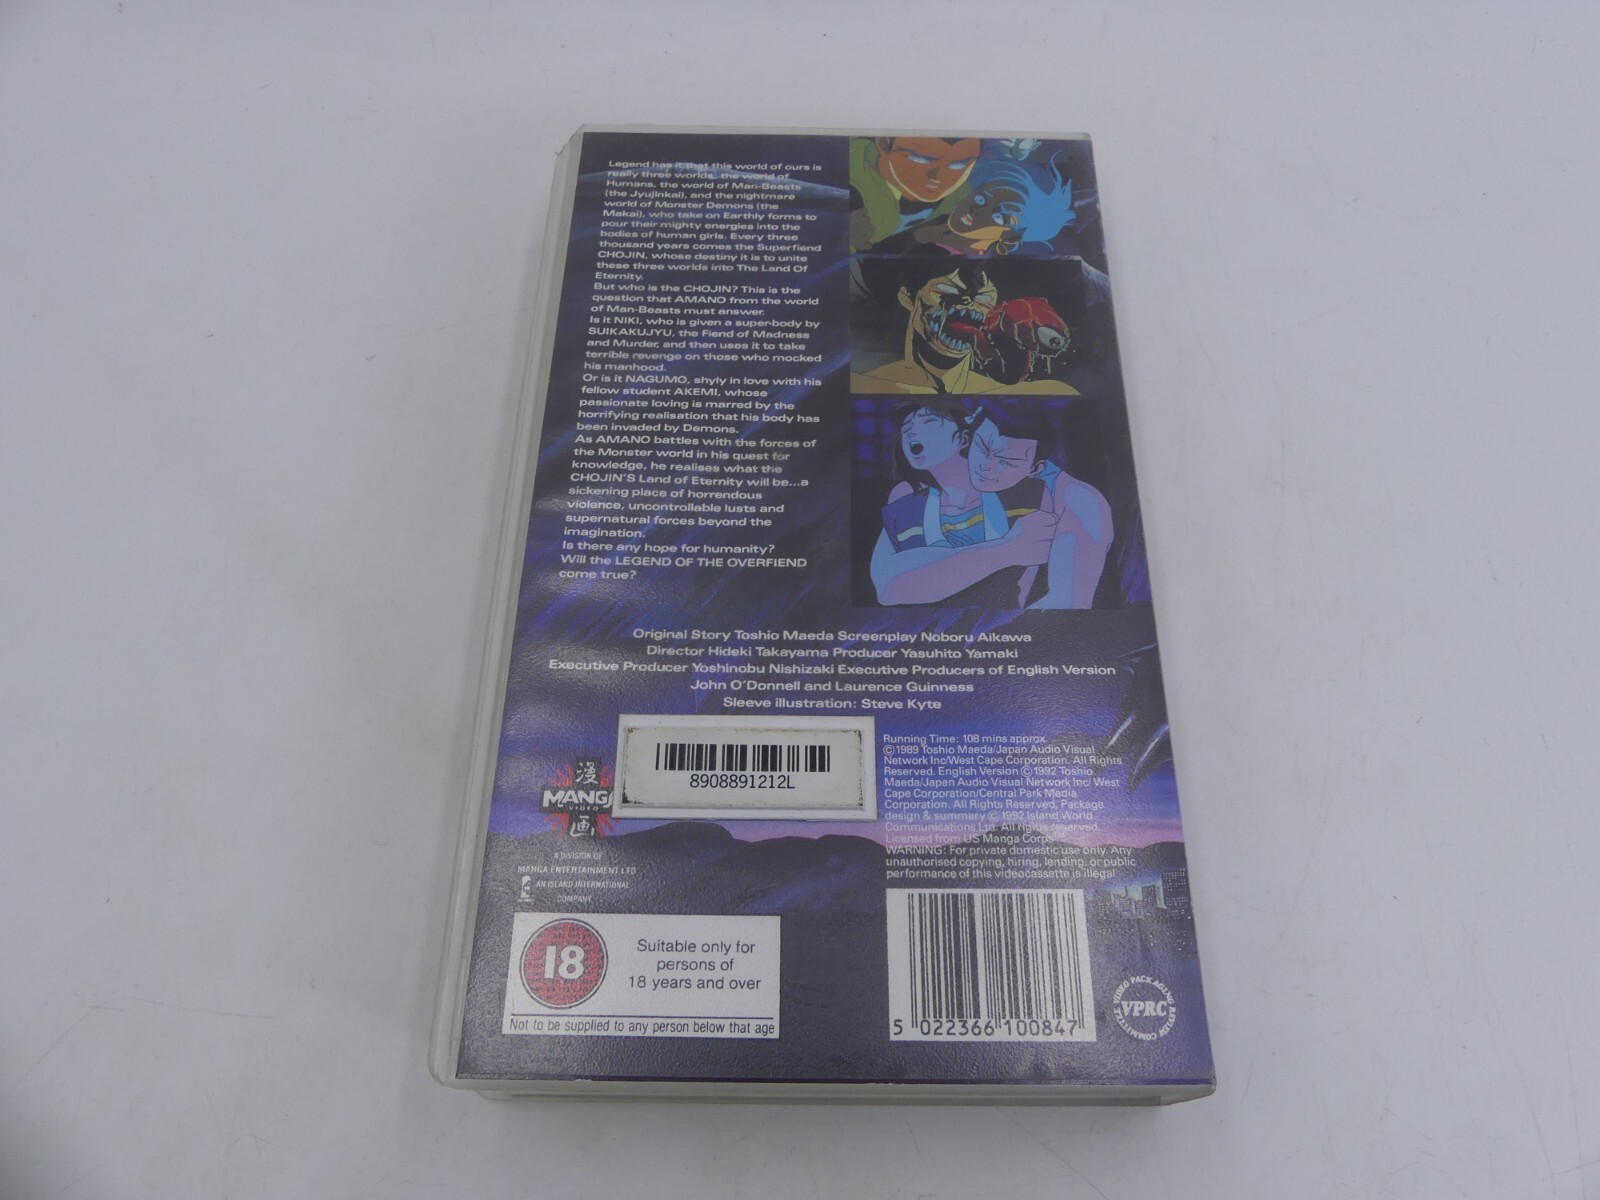 Legend has it that this world of ours is
really three worlds, the world of
Humans, the world of Man-Beasts
(the Jyujinkai), and the nightmare
world of Monster Demons (the
Makai), who take on Earthly forms to
pour their mighty energies into the
bodies of human girls. Every three
thousand years comes the Superfiend
CHOJIN, whose destiny it is to unite
these three worlds into The Land Of
Eternity.
But who is the CHOJIN? This is the
question that AMANO from the world
of Man-Beasts must answer.
Is it NIKI, who is given a super-body by
SUIKAKUJYU, the Fiend of Madness
and Murder, and then uses it to take
terrible revenge on those who mocked
his manhood.
Or is it NAGUMO, shyly in love with his
fellow student AKEMI, whose
passionate loving is marred by the
horrifying realisation that his body has
been invaded by Demons.
As AMANO battles with the forces of
the Monster world in his quest for
knowledge, he realises what the
CHOJIN'S Land of Eternity will be...a
sickening place of horrendous
violence, uncontrollable lusts and
supernatural forces beyond the
imagination.
Is there any hope for humanity?
Will the LEGEND OF THE OVERFIEND
come true?
Original Story Toshio Maeda Screenplay Noboru Aikawa
Director Hideki Takayama Producer Yasuhito Yamaki
Executive Producer Yoshinobu Nishizaki Executive Producers of English Version
John O'Donnell and Laurence Guinness
Sleeve illustration: Steve Kyte
8908891212L
漫
MANGA
VIDEO
画
A DIVISION OF
MANGA ENTERTAINMENT LTD
AN ISLAND INTERNATIONAL
COMPANY
Running Time: 108 mins approx
©1989 Toshio Maeda/Japan Audio Visual
Network Inc/West Cape Corporation. All Rights
Reserved. English Version ©1992 Toshio
Maeda/Japan Audio Visual Network Inc/West
Cape Corporation/Central Park Media
Corporation. All Rights Reserved. Package
design & summary © 1992 Island World
Communications Ltd. All rights reserved.
Licensed from US Manga Corps™
WARNING: For private domestic use only. Any
unauthorised copying, hiring, lending, or public
performance of this videocassette is illegal
18
Suitable only for
persons of
18 years and over
Not to be supplied to any person below that age
5 022366 100847
VIDEO PACKAGING REVIEW COMMITTEE
VPRC